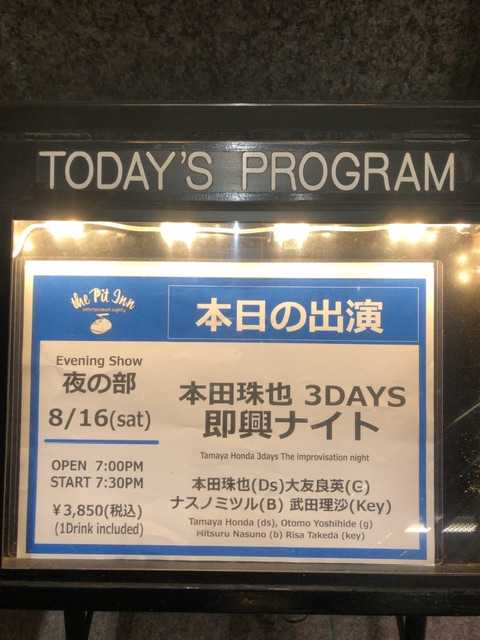 TODAY'S PROGRAM
the Pit Inn
本日の出演
Evening Show
夜の部
8/16(sat)
OPEN 7:00PM
START 7:30PM
¥3,850(税込)
(1Drink included)
本田珠也 3DAYS
即興ナイト
Tamaya Honda 3days The improvisation night
本田珠也(Ds)大友良英(G)
ナスノミツル(B) 武田理沙(Key)
Tamaya Honda (ds), Otomo Yoshihide (g)
Mitsuru Nasuno (b) Risa Takeda (key)